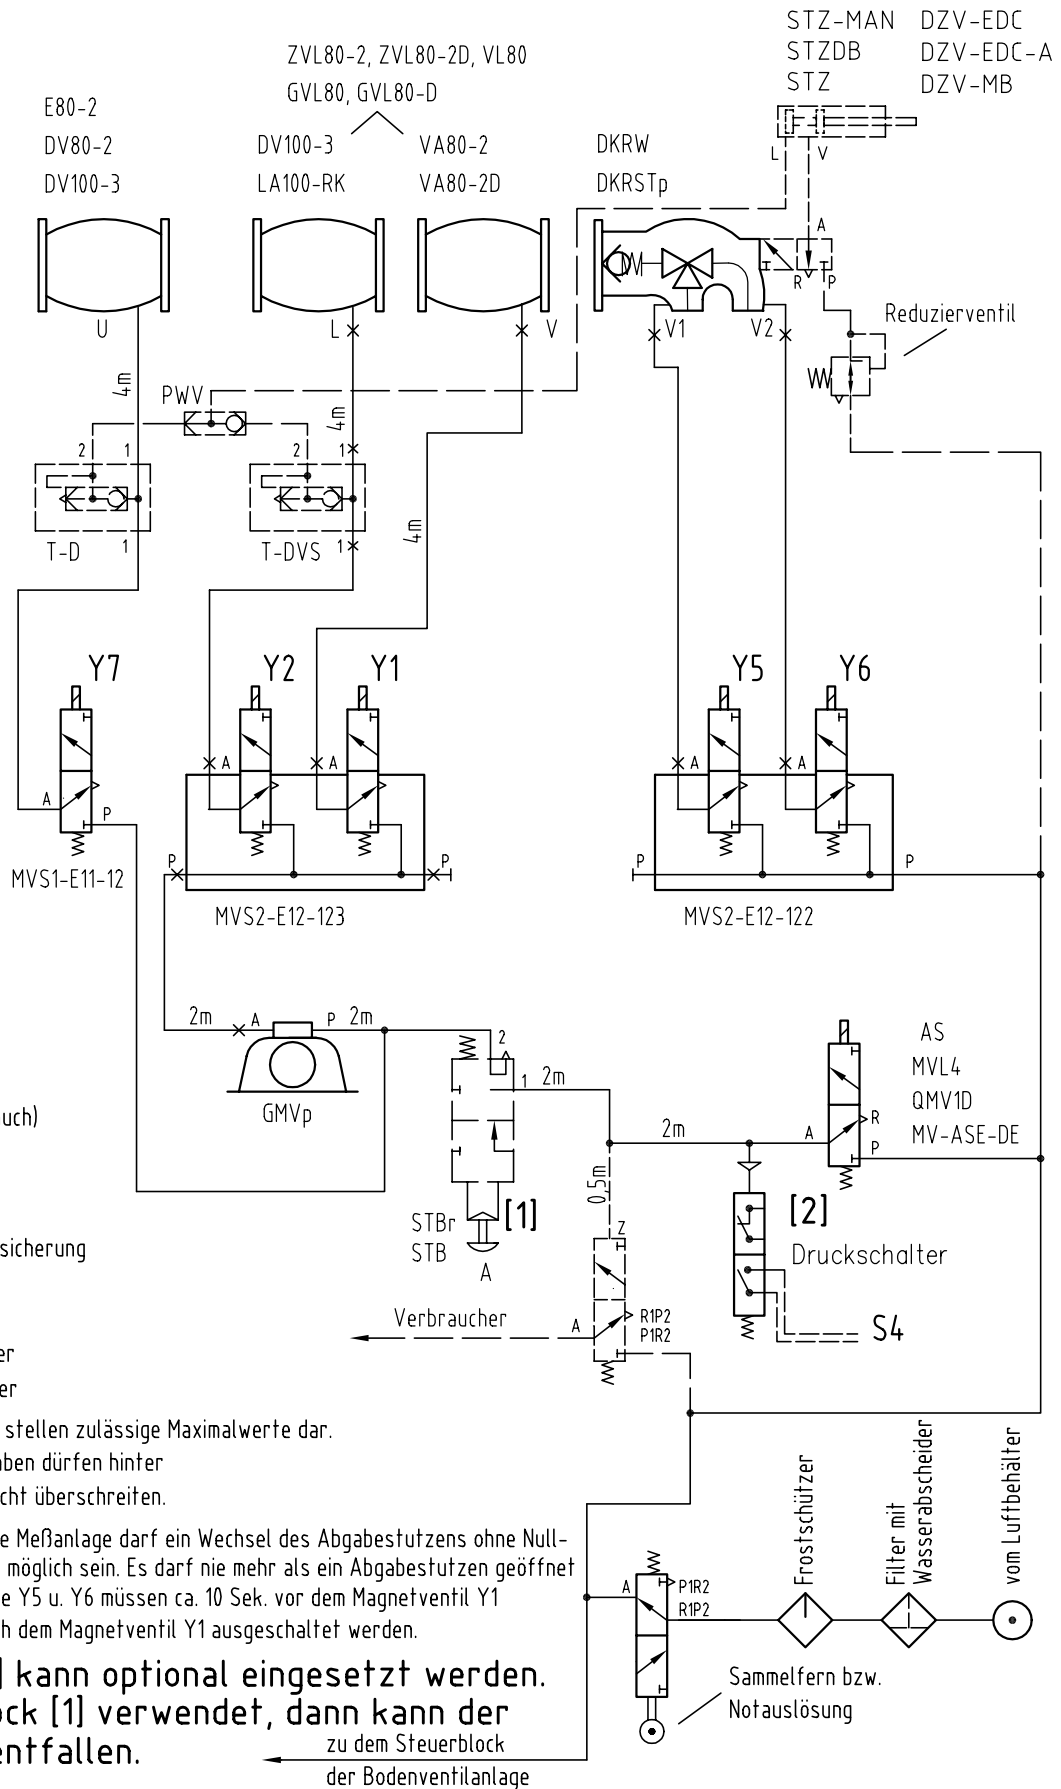 STZ-MAN DZV-EDC
STZDB DZV-EDC-A
STZ DZV-MB
ZVL80-2, ZVL80-2D, VL80
GVL80, GVL80-D
E80-2
DV80-2
DV100-3
DV100-3
LA100-RK
VA80-2
VA80-2D
DKRW
DKRSTp
L V
A
R P
U
L
V
V1 V2
Reduzierventil
4m
PWV
4m
2 1
2 1
T-D
1
T-DVS
1
4m
Y7
Y2
Y1
Y5
Y6
A
P
A
A
A
A
P
P
P
P
MVS1-E11-12
MVS2-E12-123
MVS2-E12-122
2m
A
P
2m
GMVp
2
1
2m
AS
MVL4
QMV1D
MV-ASE-DE
2m
A
R
P
uch)
0,5m
[1]
STBr
STB
A
[2]
Druckschalter
S4
sicherung
Z
Verbraucher
A
R1P2
P1R2
er
er
stellen zulässige Maximalwerte dar.
aben dürfen hinter
cht überschreiten.
e Meßanlage darf ein Wechsel des Abgabestutzens ohne Null-
möglich sein. Es darf nie mehr als ein Abgabestutzen geöffnet
e Y5 u. Y6 müssen ca. 10 Sek. vor dem Magnetventil Y1
h dem Magnetventil Y1 ausgeschaltet werden.
] kann optional eingesetzt werden.
ock [1] verwendet, dann kann der
entfallen.
A
P1R2
R1P2
Frostschützer
Filter mit
Wasserabscheider
vom Luftbehälter
Sammelfern bzw.
Notauslösung
zu dem Steuerblock
der Bodenventilanlage